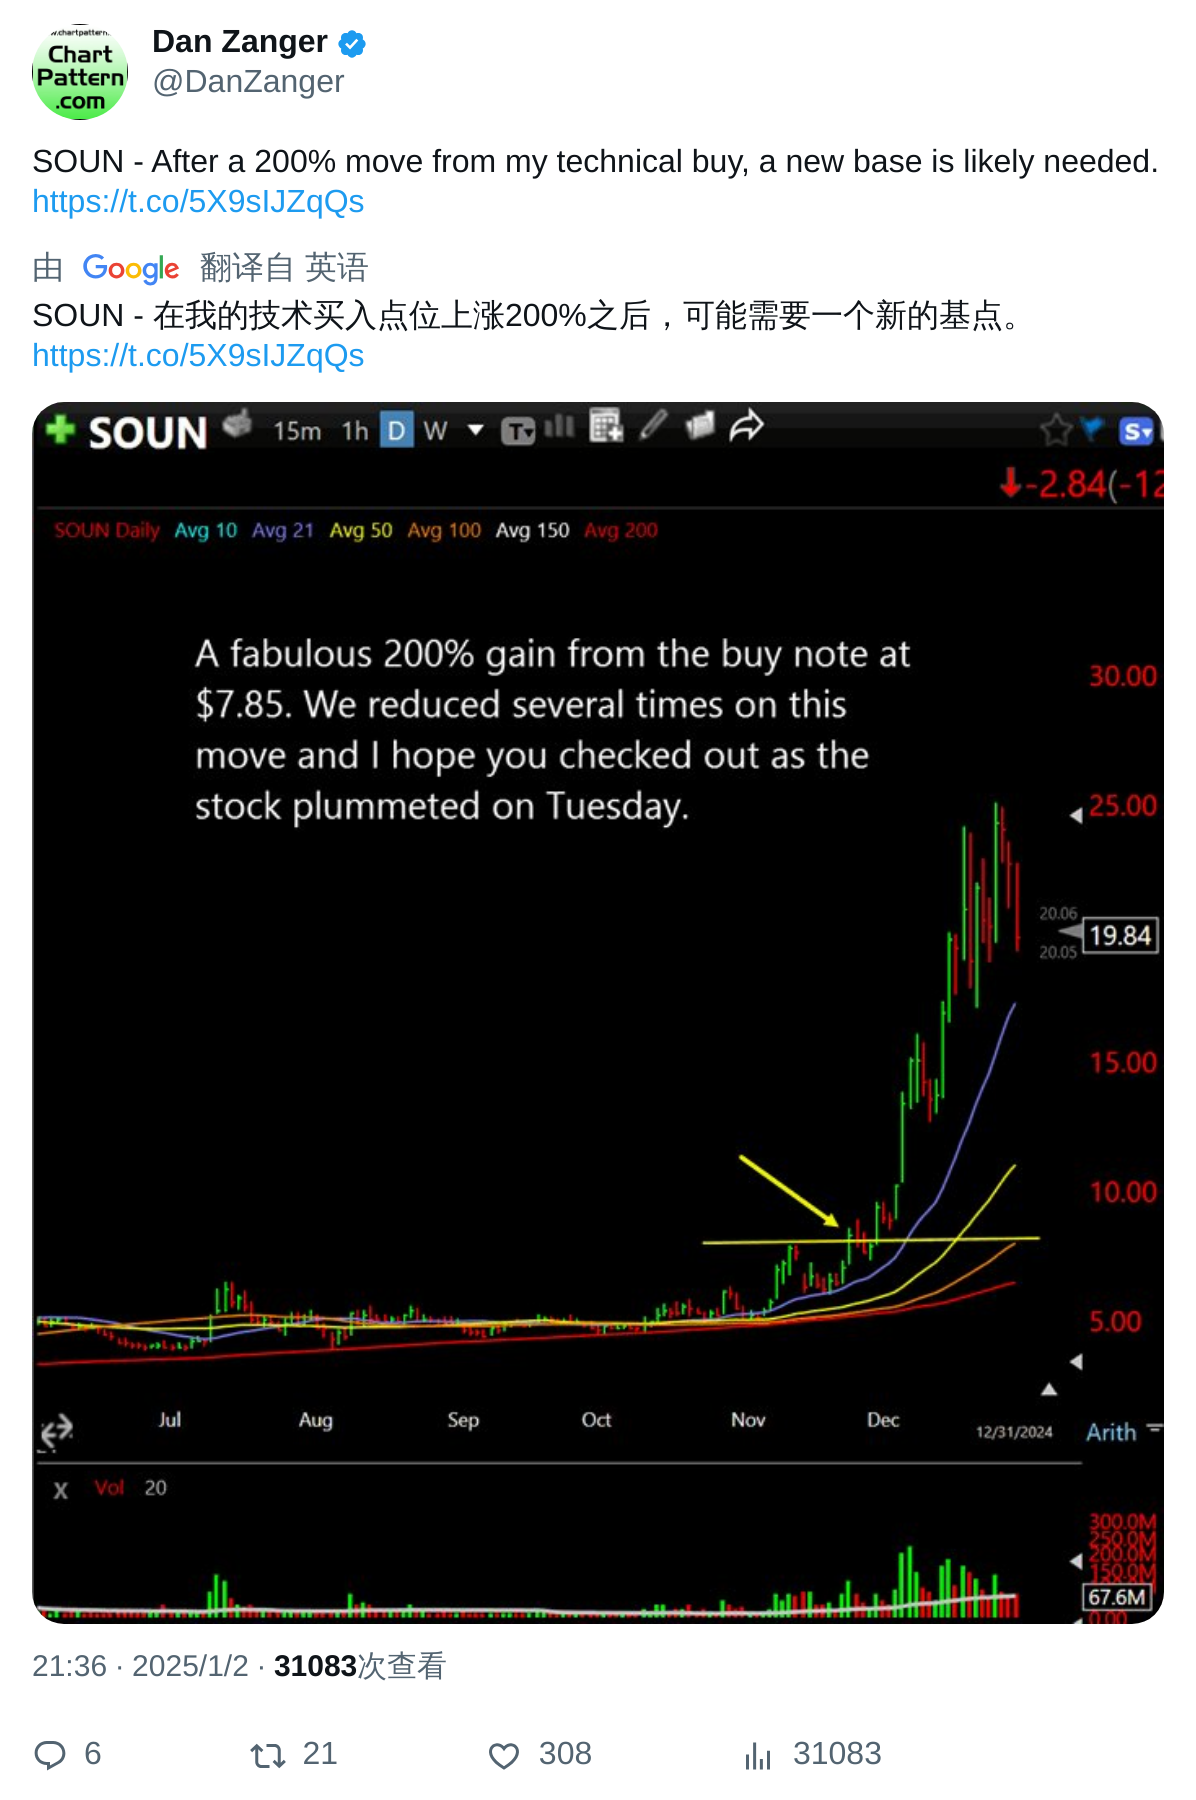 w.chartpattern.
Chart
Pattern
.com
Dan Zanger
@DanZanger
SOUN - After a 200% move from my technical buy, a new base is likely needed.
https://t.co/5X9sIJZqQs
由 Google 翻译自 英语
SOUN - 在我的技术买入点位上涨200%之后，可能需要一个新的基点。
https://t.co/5X9sIJZqQs
SOUN 15m 1h D W T S
-2.84(-12
SOUN Daily Avg 10 Avg 21 Avg 50 Avg 100 Avg 150 Avg 200
A fabulous 200% gain from the buy note at
$7.85. We reduced several times on this
move and I hope you checked out as the
stock plummeted on Tuesday.
30.00
25.00
20.06
19.84
20.05
15.00
10.00
5.00
Jul Aug Sep Oct Nov Dec 12/31/2024 Arith
X Vol 20
300.0M
250.0M
200.0M
150.0M
67.6M
0.00
21:36 · 2025/1/2 · 31083次查看
6 21 308 31083